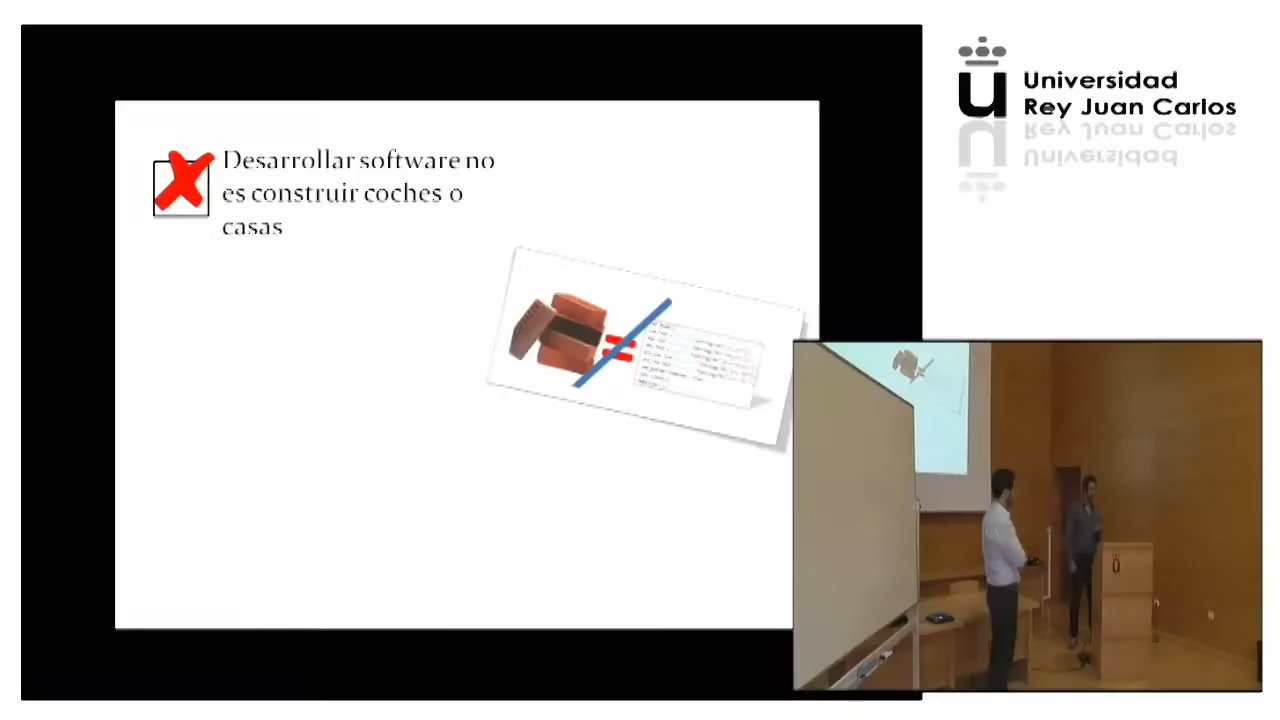 Desarrollar software no
es construir coches o
casas
Universidad
Rey Juan Carlos